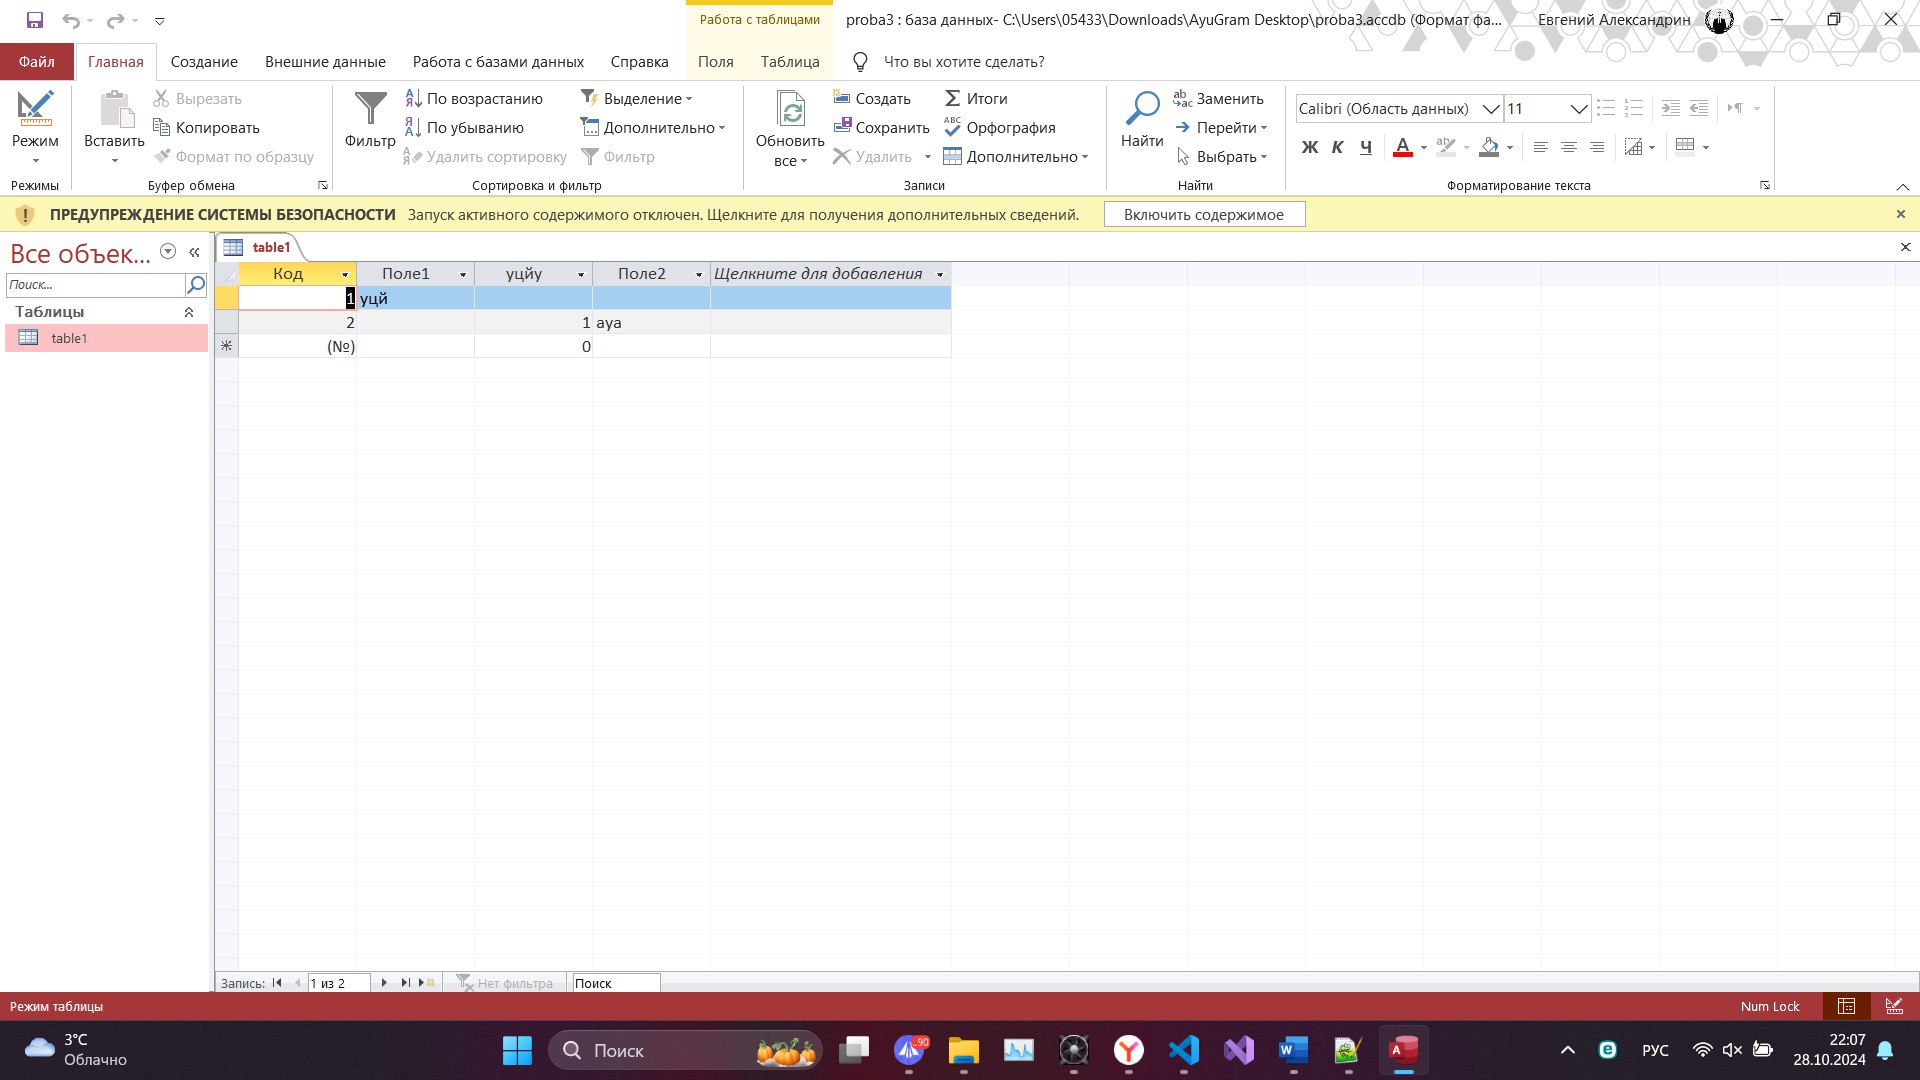 Работа с таблицами
proba3 : база данных- C:\Users\05433\Downloads\AyuGram Desktop\proba3.accdb (Формат фа...
Евгений Александрин
Файл Главная Создание Внешние данные Работа с базами данных Справка Поля Таблица Что вы хотите сделать?
Режим
Режимы
Вставить
Вырезать
Копировать
Формат по образцу
Буфер обмена
Фильтр
По возрастанию
По убыванию
Удалить сортировку
Выделение
Дополнительно
Фильтр
Сортировка и фильтр
Обновить
все
Создать
Сохранить
Удалить
Итоги
Орфография
Дополнительно
Записи
Найти
Заменить
Перейти
Выбрать
Найти
Calibri (Область данных) 11
Ж К Ч
Форматирование текста
ПРЕДУПРЕЖДЕНИЕ СИСТЕМЫ БЕЗОПАСНОСТИ Запуск активного содержимого отключен. Щелкните для получения дополнительных сведений. Включить содержимое
Все объек...
Поиск...
Таблицы
table1
table1
Код Поле1 уцйу Поле2 Щелкните для добавления
1 уцй
2 1 ауа
(№) 0
Запись: 1 из 2 Нет фильтра Поиск
Режим таблицы Num Lock
3°C
Облачно
Поиск
90
РУС
22:07
28.10.2024